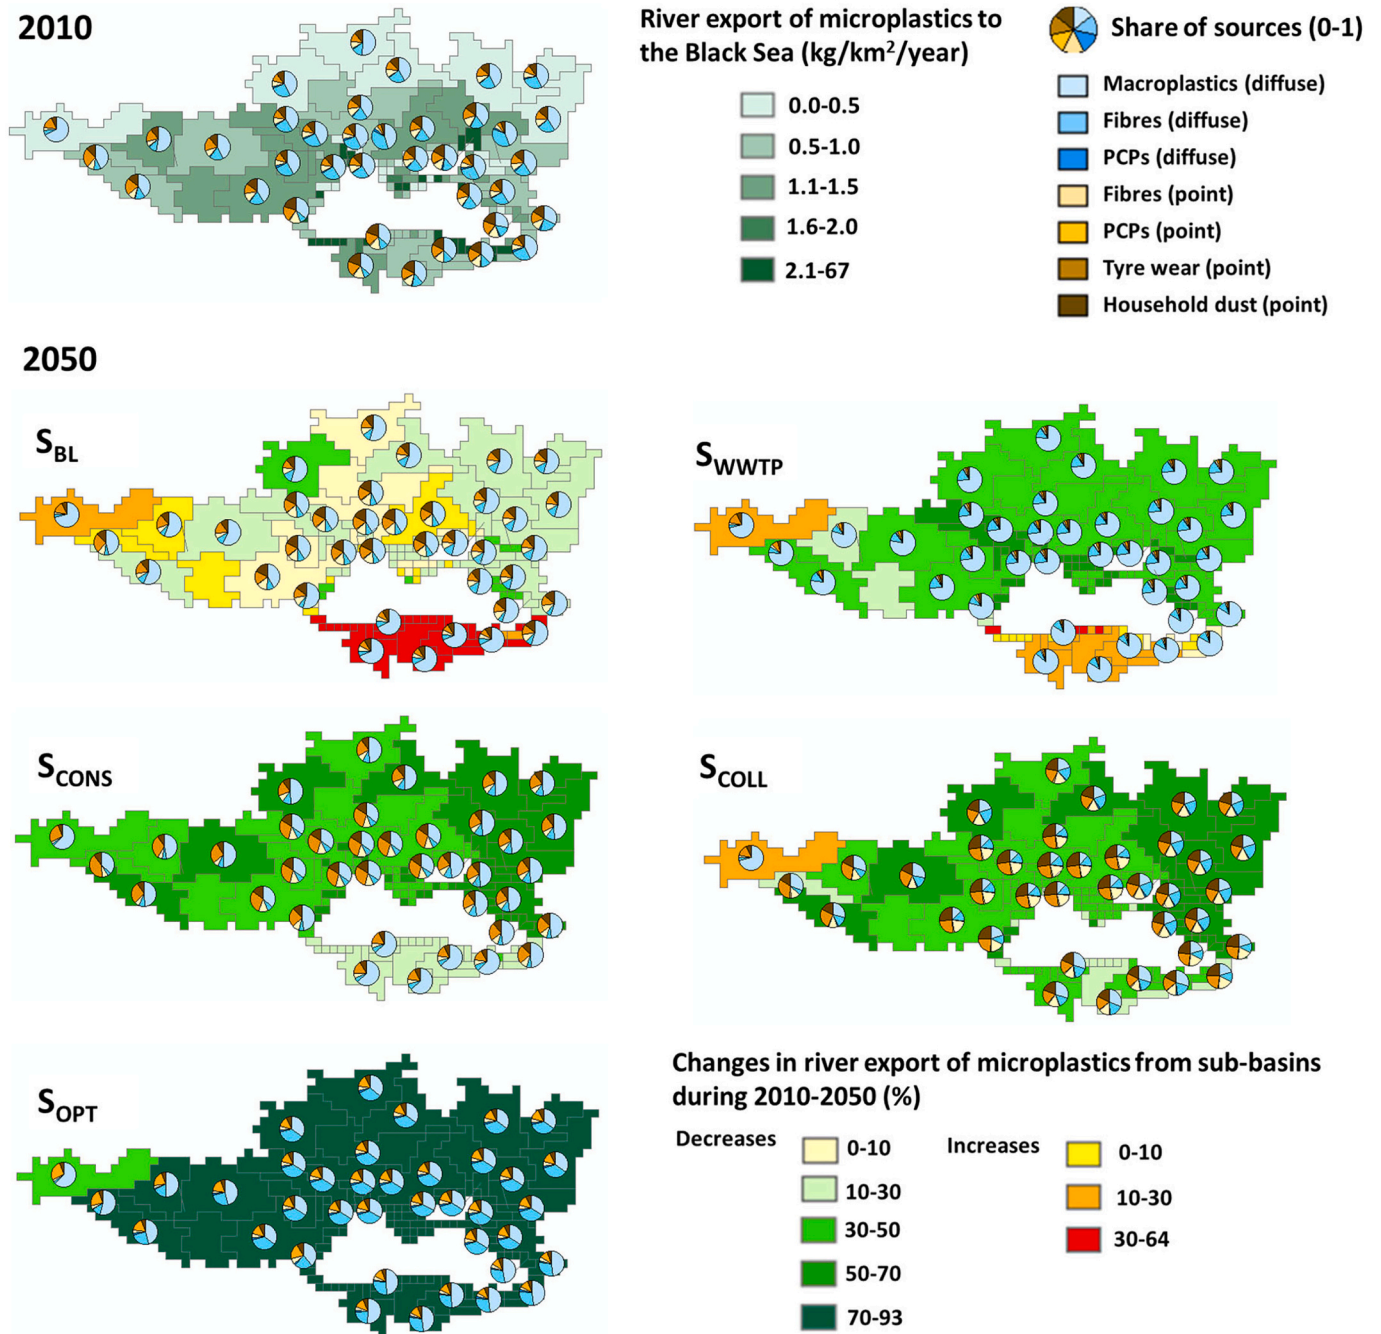 2010
River export of microplastics to
the Black Sea (kg/km²/year)
0.0-0.5
0.5-1.0
1.1-1.5
1.6-2.0
2.1-67
Share of sources (0-1)
Macroplastics (diffuse)
Fibres (diffuse)
PCPs (diffuse)
Fibres (point)
PCPs (point)
Tyre wear (point)
Household dust (point)
2050
SBL
SWWTP
SCONS
SCOLL
SOPT
Changes in river export of microplastics from sub-basins
during 2010-2050 (%)
Decreases
0-10
10-30
30-50
50-70
70-93
Increases
0-10
10-30
30-64